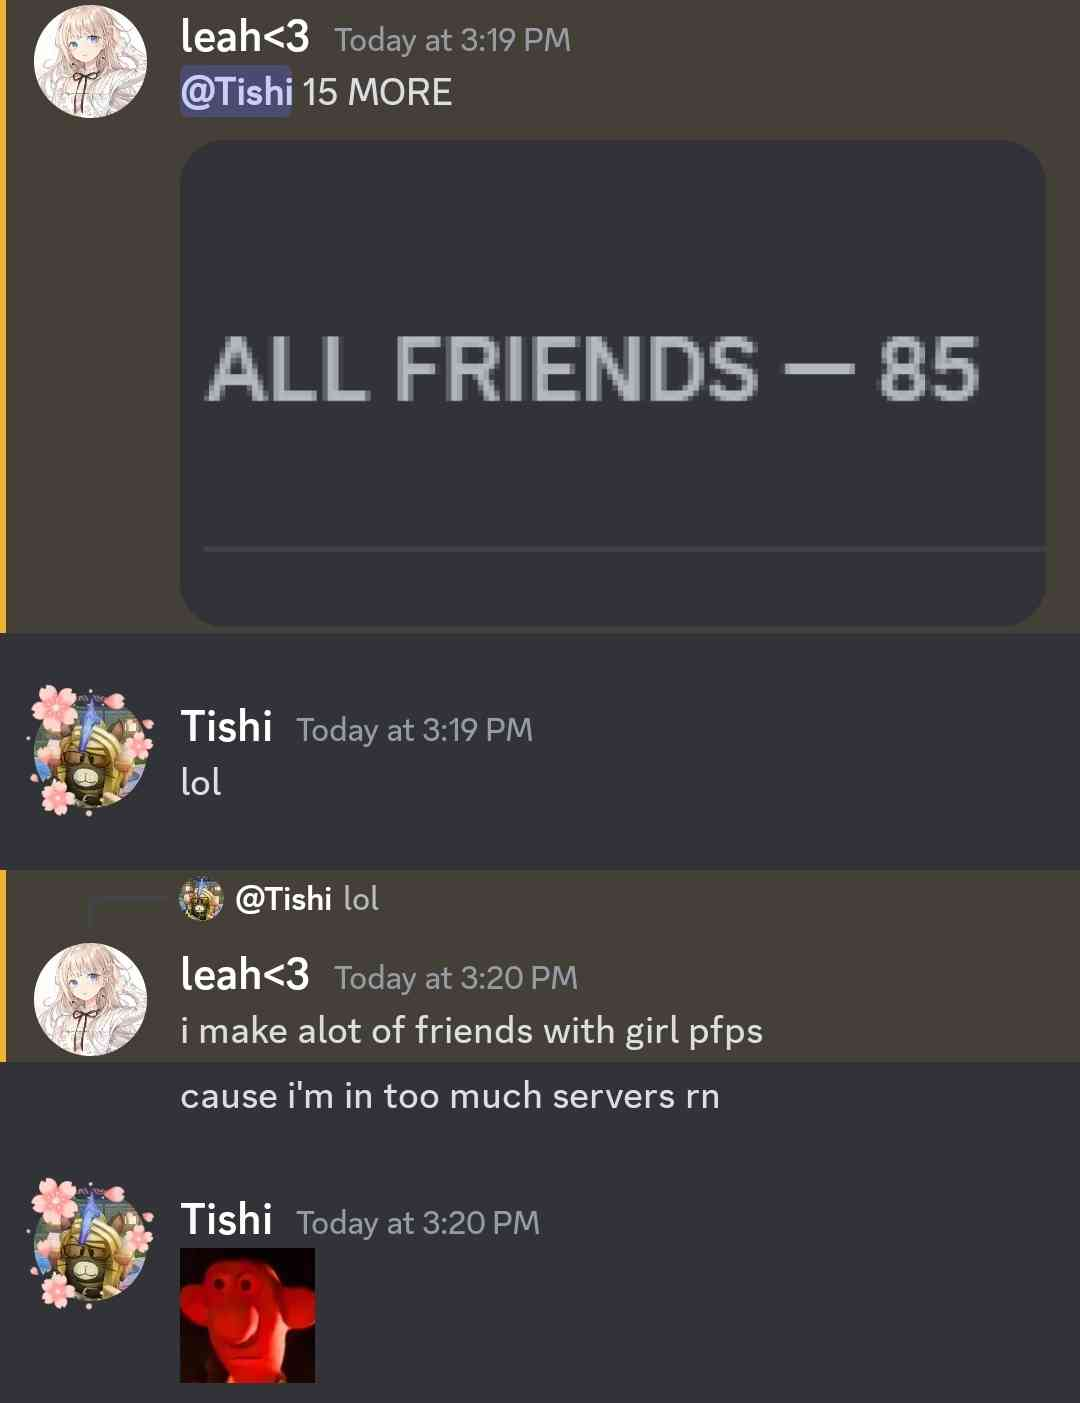 leah<3 Today at 3:19 PM
@Tishi 15 MORE
ALL FRIENDS — 85
Tishi Today at 3:19 PM
lol
@Tishi lol
leah<3 Today at 3:20 PM
i make alot of friends with girl pfps
cause i'm in too much servers rn
Tishi Today at 3:20 PM